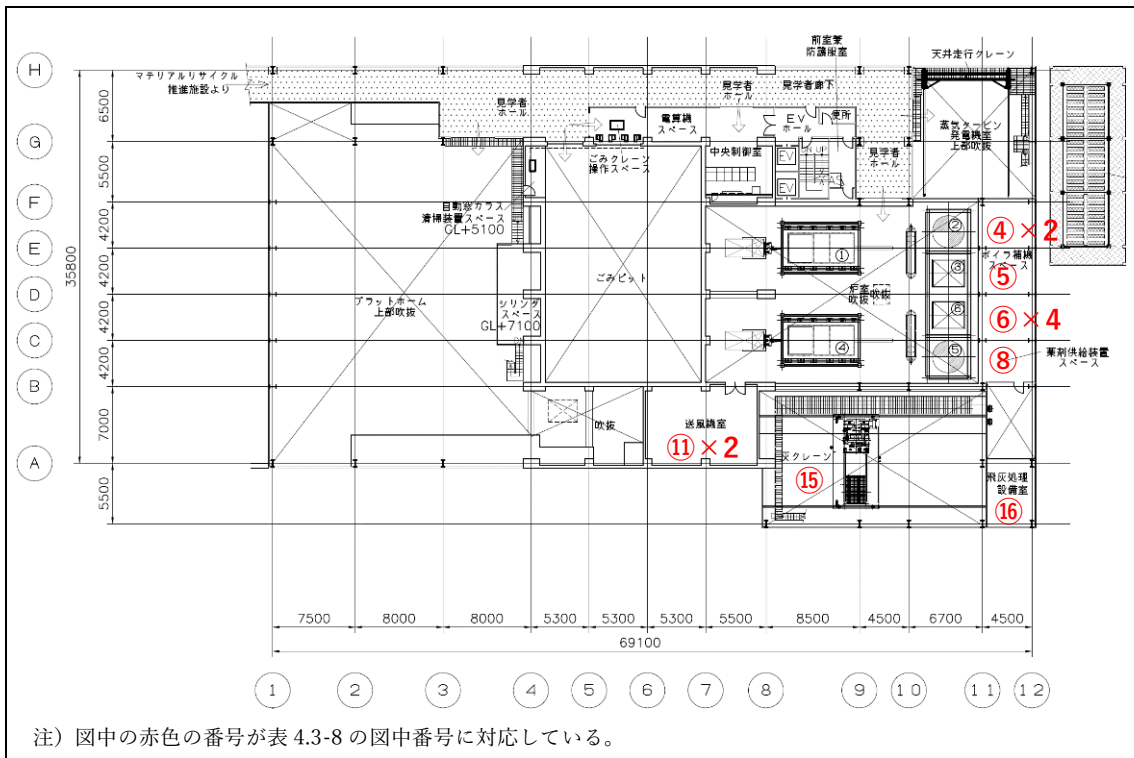 前室兼
防護服室
天井走行クレーン
H
マテリアルリサイクル
推進施設より
見学者
ホール
見学者
ホール
見学者廊下
6500
電算機
スペース
EV
ホール
便所
蒸気タービン
発電機室
上部吹抜
G
ごみクレーン
操作スペース
中央制御室
EV
UP
見学者
ホール
5500
EV
F
自動窓ガラス
清掃装置スペース
GL+5100
②
④×2
4200
E
①
ボイラ補機
スペース
35800
4200
ごみピット
③
⑤
D
プラットホーム
上部吹抜
シリンダ
スペース
GL+7100
炉室
吹抜
吹抜
⑥
⑥×4
4200
C
④
⑤
⑧
薬剤供給装置
スペース
4200
B
7000
吹抜
送風機室
⑪×2
灰クレーン
⑮
飛灰処理
設備室
⑯
A
5500
7500
8000
8000
5300
5300
5300
5500
8500
4500
6700
4500
69100
1
2
3
4
5
6
7
8
9
10
11
12
注）図中の赤色の番号が表 4.3-8 の図中番号に対応している。